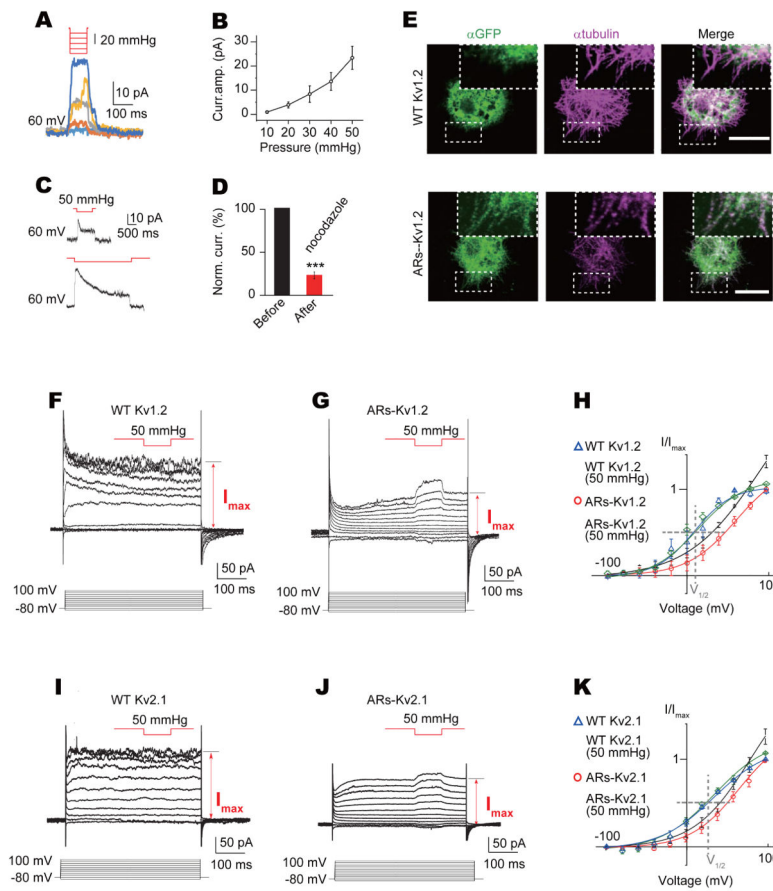 A
20 mmHg
10 pA
100 ms
60 mV
B
Curr.amp. (pA)
30
20
10
0
10 20 30 40 50
Pressure (mmHg)
C
50 mmHg
10 pA
500 ms
60 mV
60 mV
D
Norm. curr. (%)
100
50
0
nocodazole
***
Before
After
E
αGFP
αtubulin
Merge
WT Kv1.2
ARs--Kv1.2
F
WT Kv1.2
50 mmHg
Imax
50 pA
100 ms
100 mV
-80 mV
G
ARs-Kv1.2
50 mmHg
Imax
50 pA
100 ms
100 mV
-80 mV
H
I/Imax
WT Kv1.2
WT Kv1.2
(50 mmHg)
ARs-Kv1.2
ARs-Kv1.2
(50 mmHg)
1
-100
10
Voltage (mV)
V1/2
I
WT Kv2.1
50 mmHg
Imax
50 pA
100 ms
100 mV
-80 mV
J
ARs-Kv2.1
50 mmHg
Imax
50 pA
100 ms
100 mV
-80 mV
K
I/Imax
WT Kv2.1
WT Kv2.1
(50 mmHg)
ARs-Kv2.1
ARs-Kv2.1
(50 mmHg)
1
-100
10
Voltage (mV)
V1/2